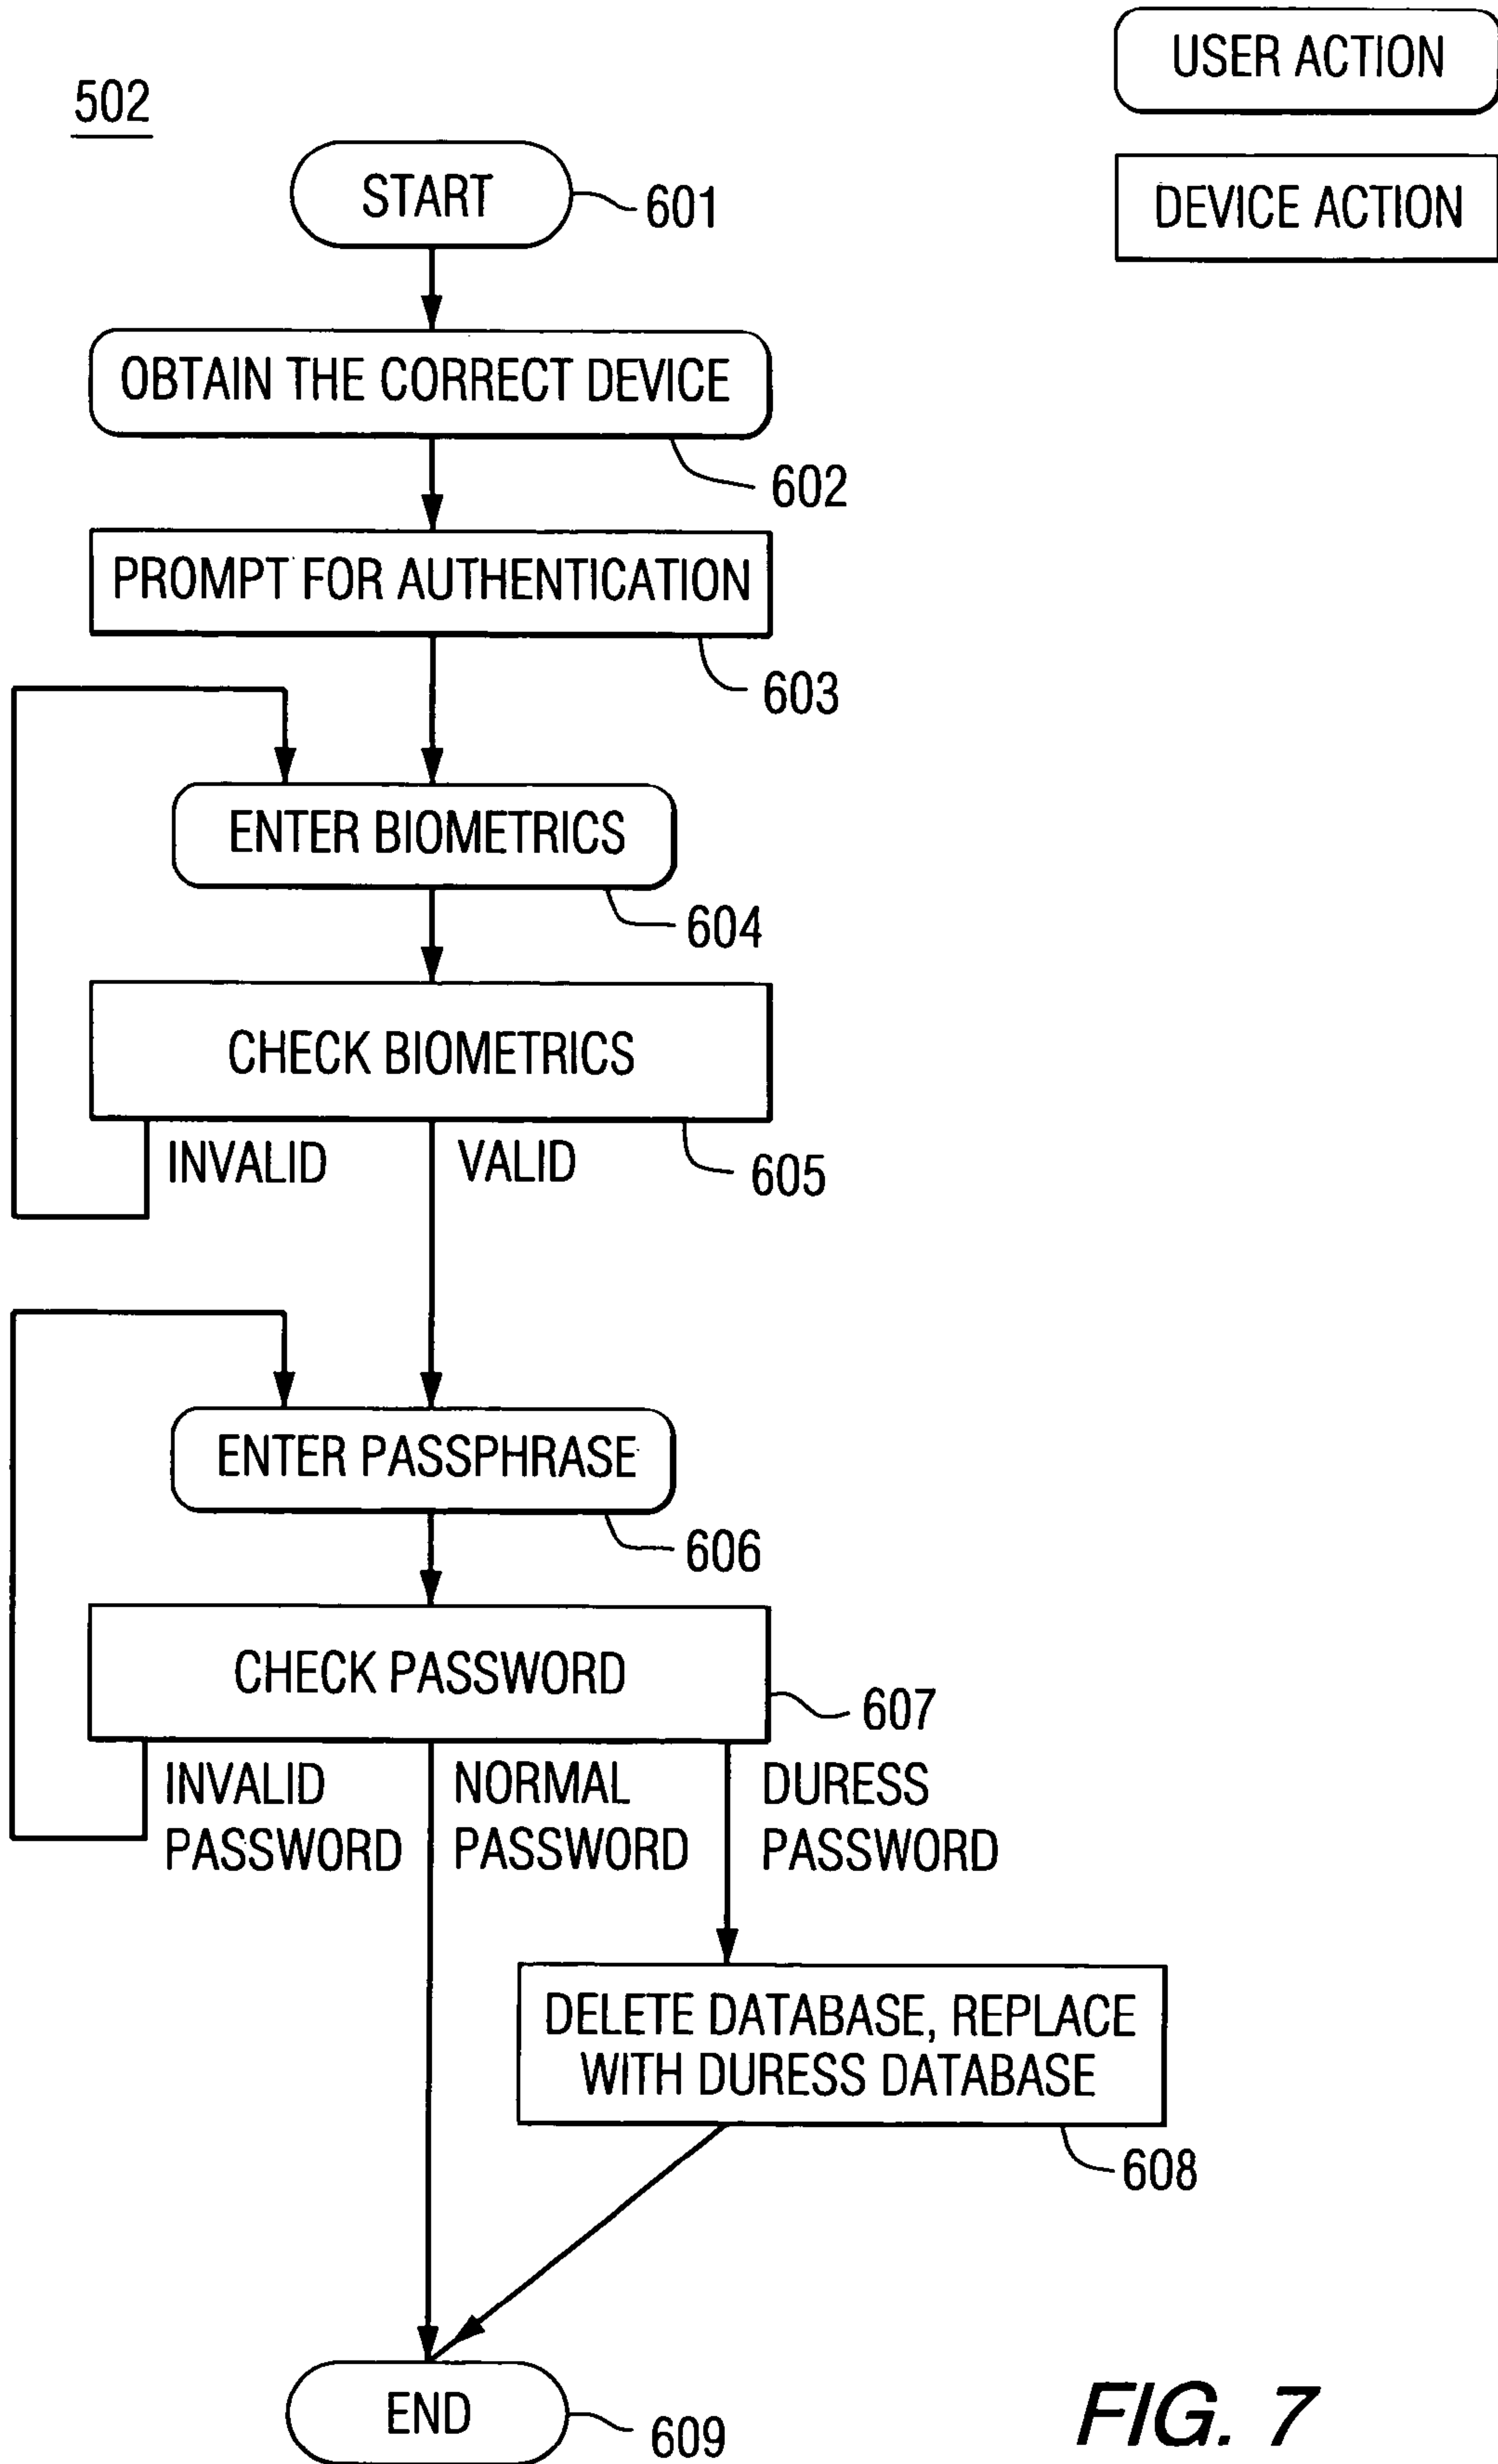 502
USER ACTION
DEVICE ACTION
START
601
OBTAIN THE CORRECT DEVICE
602
PROMPT FOR AUTHENTICATION
603
ENTER BIOMETRICS
604
CHECK BIOMETRICS
INVALID
VALID
605
ENTER PASSPHRASE
606
CHECK PASSWORD
607
INVALID
PASSWORD
NORMAL
PASSWORD
DURESS
PASSWORD
DELETE DATABASE, REPLACE
WITH DURESS DATABASE
608
END
609
FIG. 7